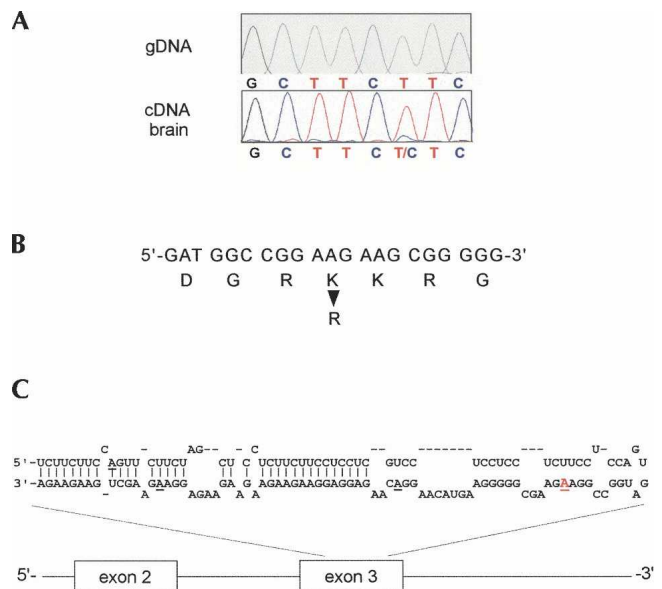 A
gDNA
G C T T C T T C
cDNA
brain
G C T T C T/C T C
B
5'-GAT GGC CGG AAG AAG CGG GGG-3'
D G R K K R G
R
C
C - - AG-- -C -- ------- --- U- G
5'-UCUUCUUC AGUU CUUCU CU C UCUUCUUCCUCCUC GUCC UCCUCC UCUUCC CCA U
3'-AGAAGAAG UCGA AAGG GA G AGAAGAAGGAGGAG AGG AGGGGG AGAAGG GGU G
- A AGAA A A AA AACAUGA CGA CC G
5'- exon 2 exon 3 -3'